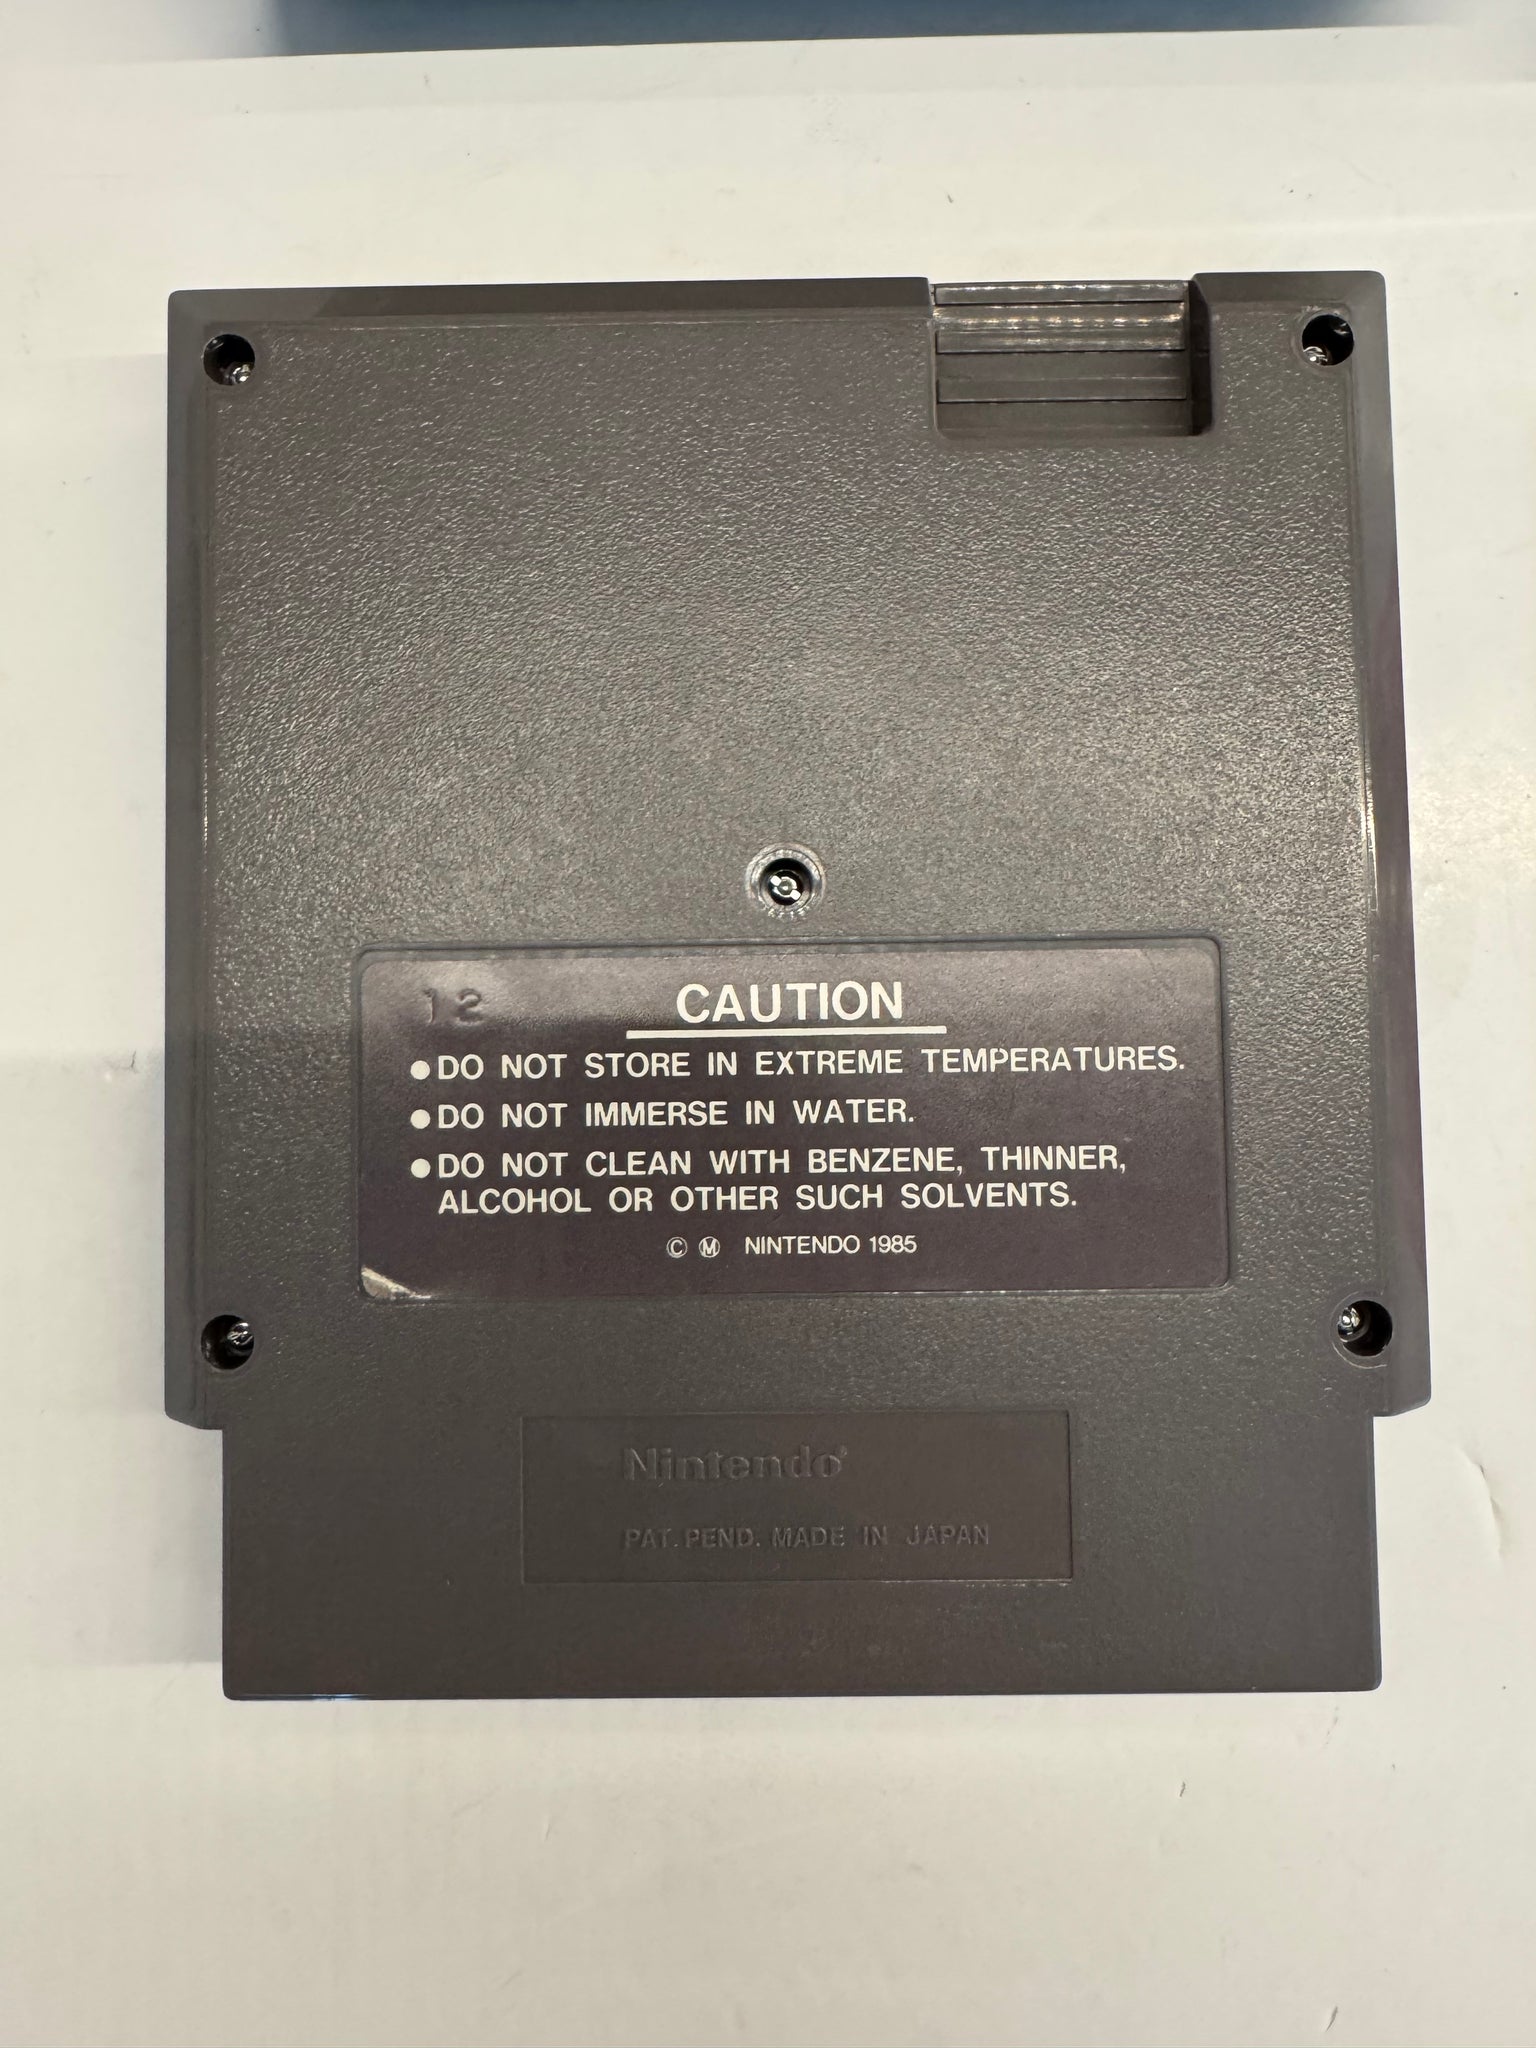 12
CAUTION
●DO NOT STORE IN EXTREME TEMPERATURES.
●DO NOT IMMERSE IN WATER.
●DO NOT CLEAN WITH BENZENE, THINNER,
ALCOHOL OR OTHER SUCH SOLVENTS.
Ⓒ Ⓜ NINTENDO 1985
Nintendo®
PAT. PEND. MADE IN JAPAN